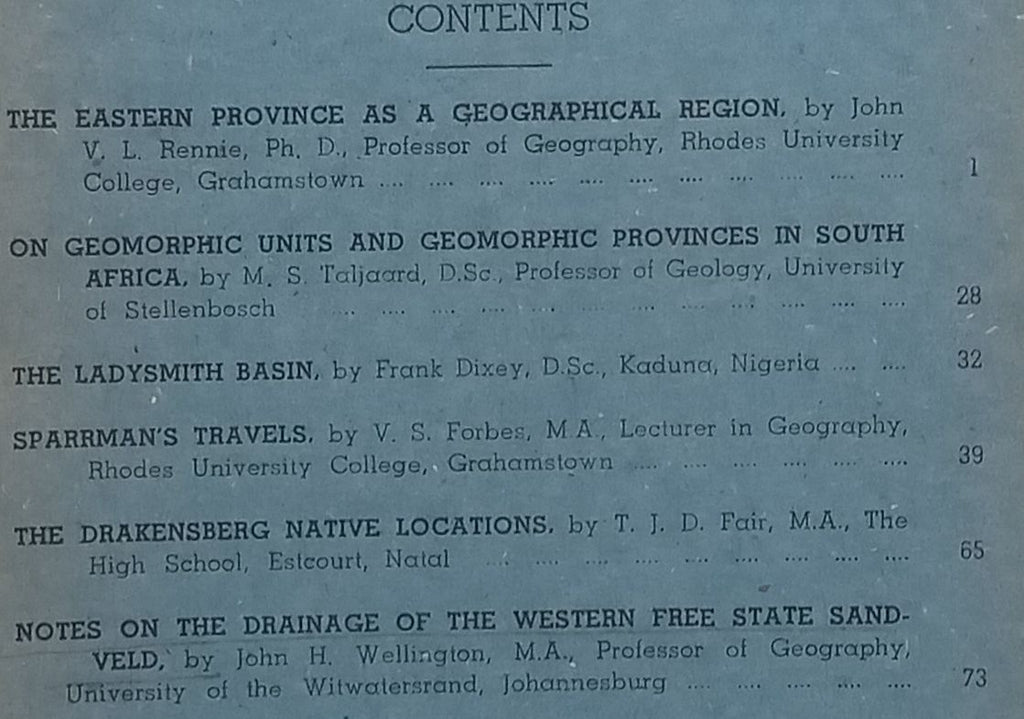 CONTENTS
THE EASTERN PROVINCE AS A GEOGRAPHICAL REGION, by John
V. L. Rennie, Ph. D., Professor of Geography, Rhodes University
College, Grahamstown .... .... .... .... .... .... .... .... .... .... .... 1
ON GEOMORPHIC UNITS AND GEOMORPHIC PROVINCES IN SOUTH
AFRICA, by M. S. Taljaard, D.Sc., Professor of Geology, University
of Stellenbosch .... .... .... .... .... .... .... .... .... .... .... .... 28
THE LADYSMITH BASIN, by Frank Dixey, D.Sc., Kaduna, Nigeria .... .... 32
SPARRMAN'S TRAVELS, by V. S. Forbes, M.A., Lecturer in Geography,
Rhodes University College, Grahamstown .... .... .... .... .... .... 39
THE DRAKENSBERG NATIVE LOCATIONS, by T. J. D. Fair, M.A., The
High School, Estcourt, Natal .... .... .... .... .... .... .... .... .... 65
NOTES ON THE DRAINAGE OF THE WESTERN FREE STATE SAND-
VELD, by John H. Wellington, M.A., Professor of Geography,
University of the Witwatersrand, Johannesburg .... .... .... .... .... 73